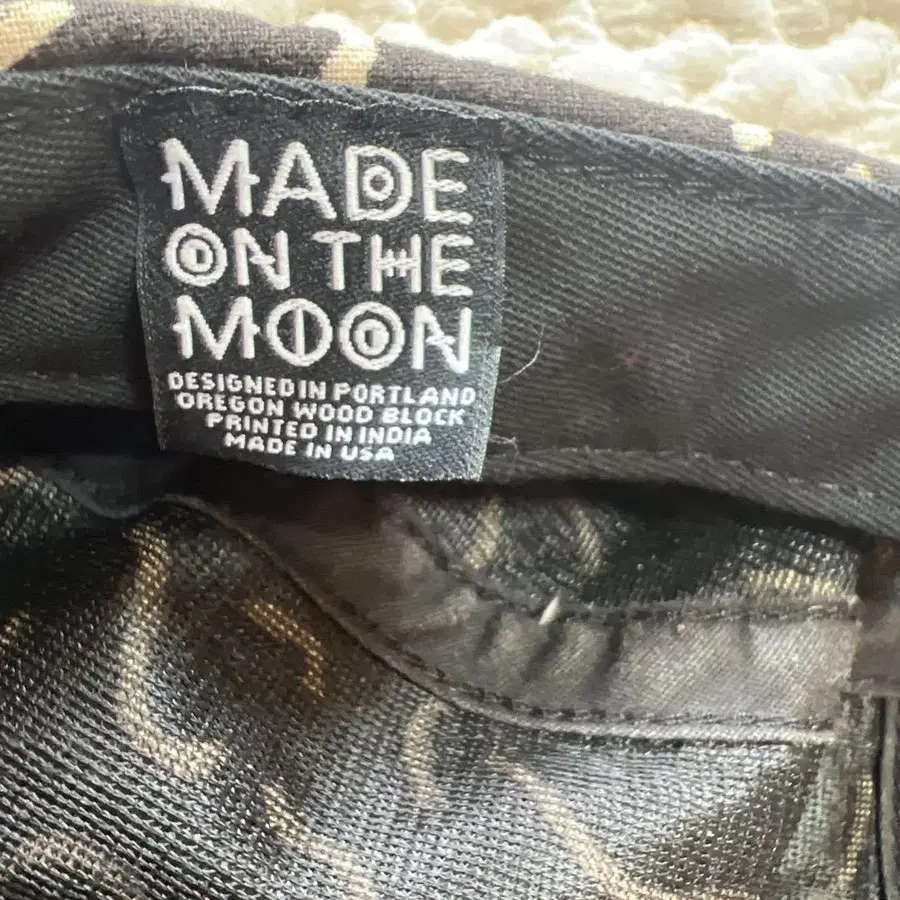 MADE
ON THE
MOON
DESIGNED IN PORTLAND
OREGON WOOD BLOCK
PRINTED IN INDIA
MADE IN USA